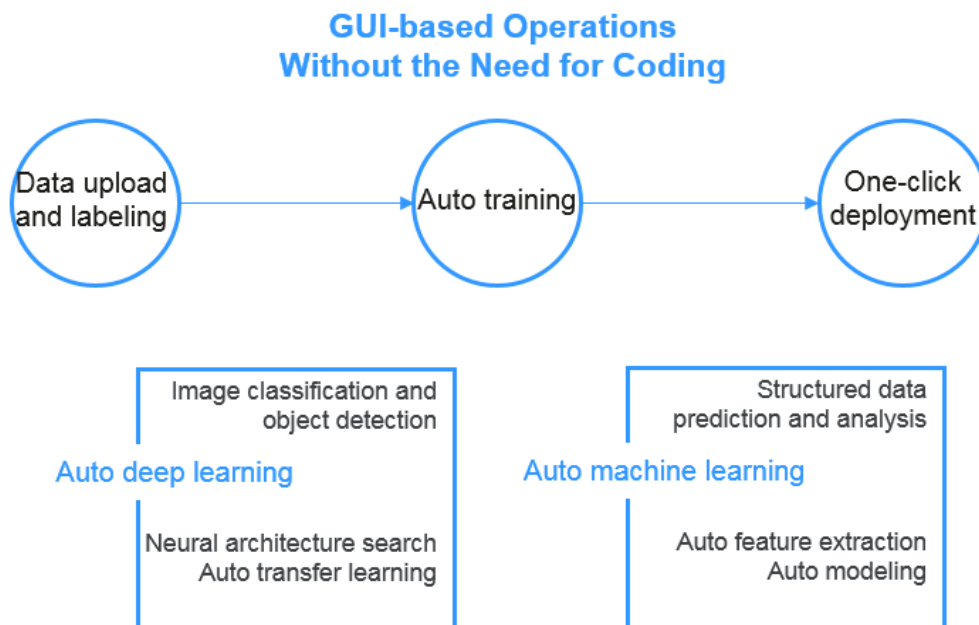 GUI-based Operations
Without the Need for Coding
Data upload
and labeling
Auto training
One-click
deployment
Image classification and
object detection
Auto deep learning
Neural architecture search
Auto transfer learning
Structured data
prediction and analysis
Auto machine learning
Auto feature extraction
Auto modeling